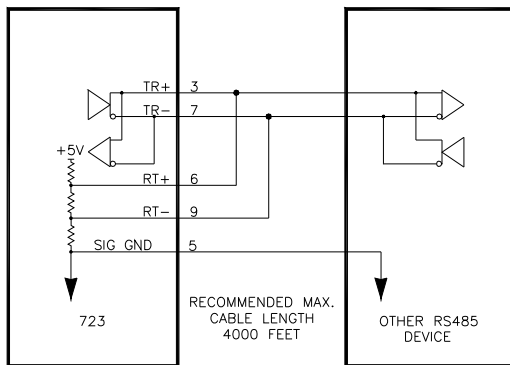 TR+ 3
TR- 7
+5V
RT+ 6
RT- 9
SIG GND 5
723
RECOMMENDED MAX.
CABLE LENGTH
4000 FEET
OTHER RS485
DEVICE